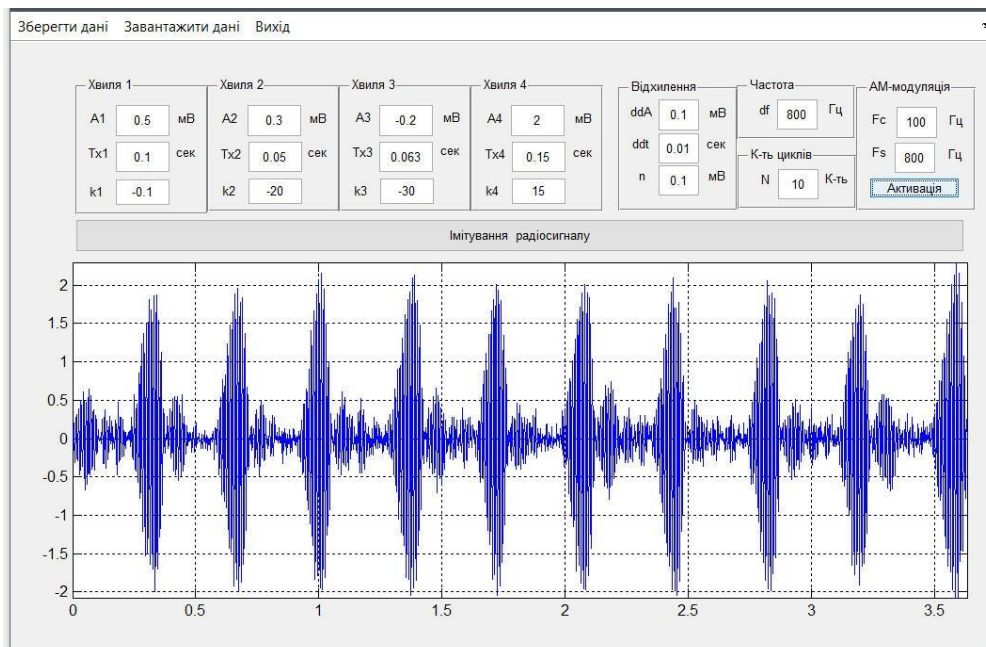 Зберегти дані Завантажити дані Вихід
Хвиля 1 Хвиля 2 Хвиля 3 Хвиля 4 Відхилення Частота АМ-модуляція
A1 0.5 мВ A2 0.3 мВ A3 -0.2 мВ A4 2 мВ ddA 0.1 мВ df 800 Гц Fc 100 Гц
Tx1 0.1 сек Tx2 0.05 сек Tx3 0.063 сек Tx4 0.15 сек ddt 0.01 сек К-ть циклів Fs 800 Гц
k1 -0.1 k2 -20 k3 -30 k4 15 n 0.1 мВ N 10 К-ть Активація
Імітування радіосигналу
2
1.5
1
0.5
0
-0.5
-1
-1.5
-2
0 0.5 1 1.5 2 2.5 3 3.5